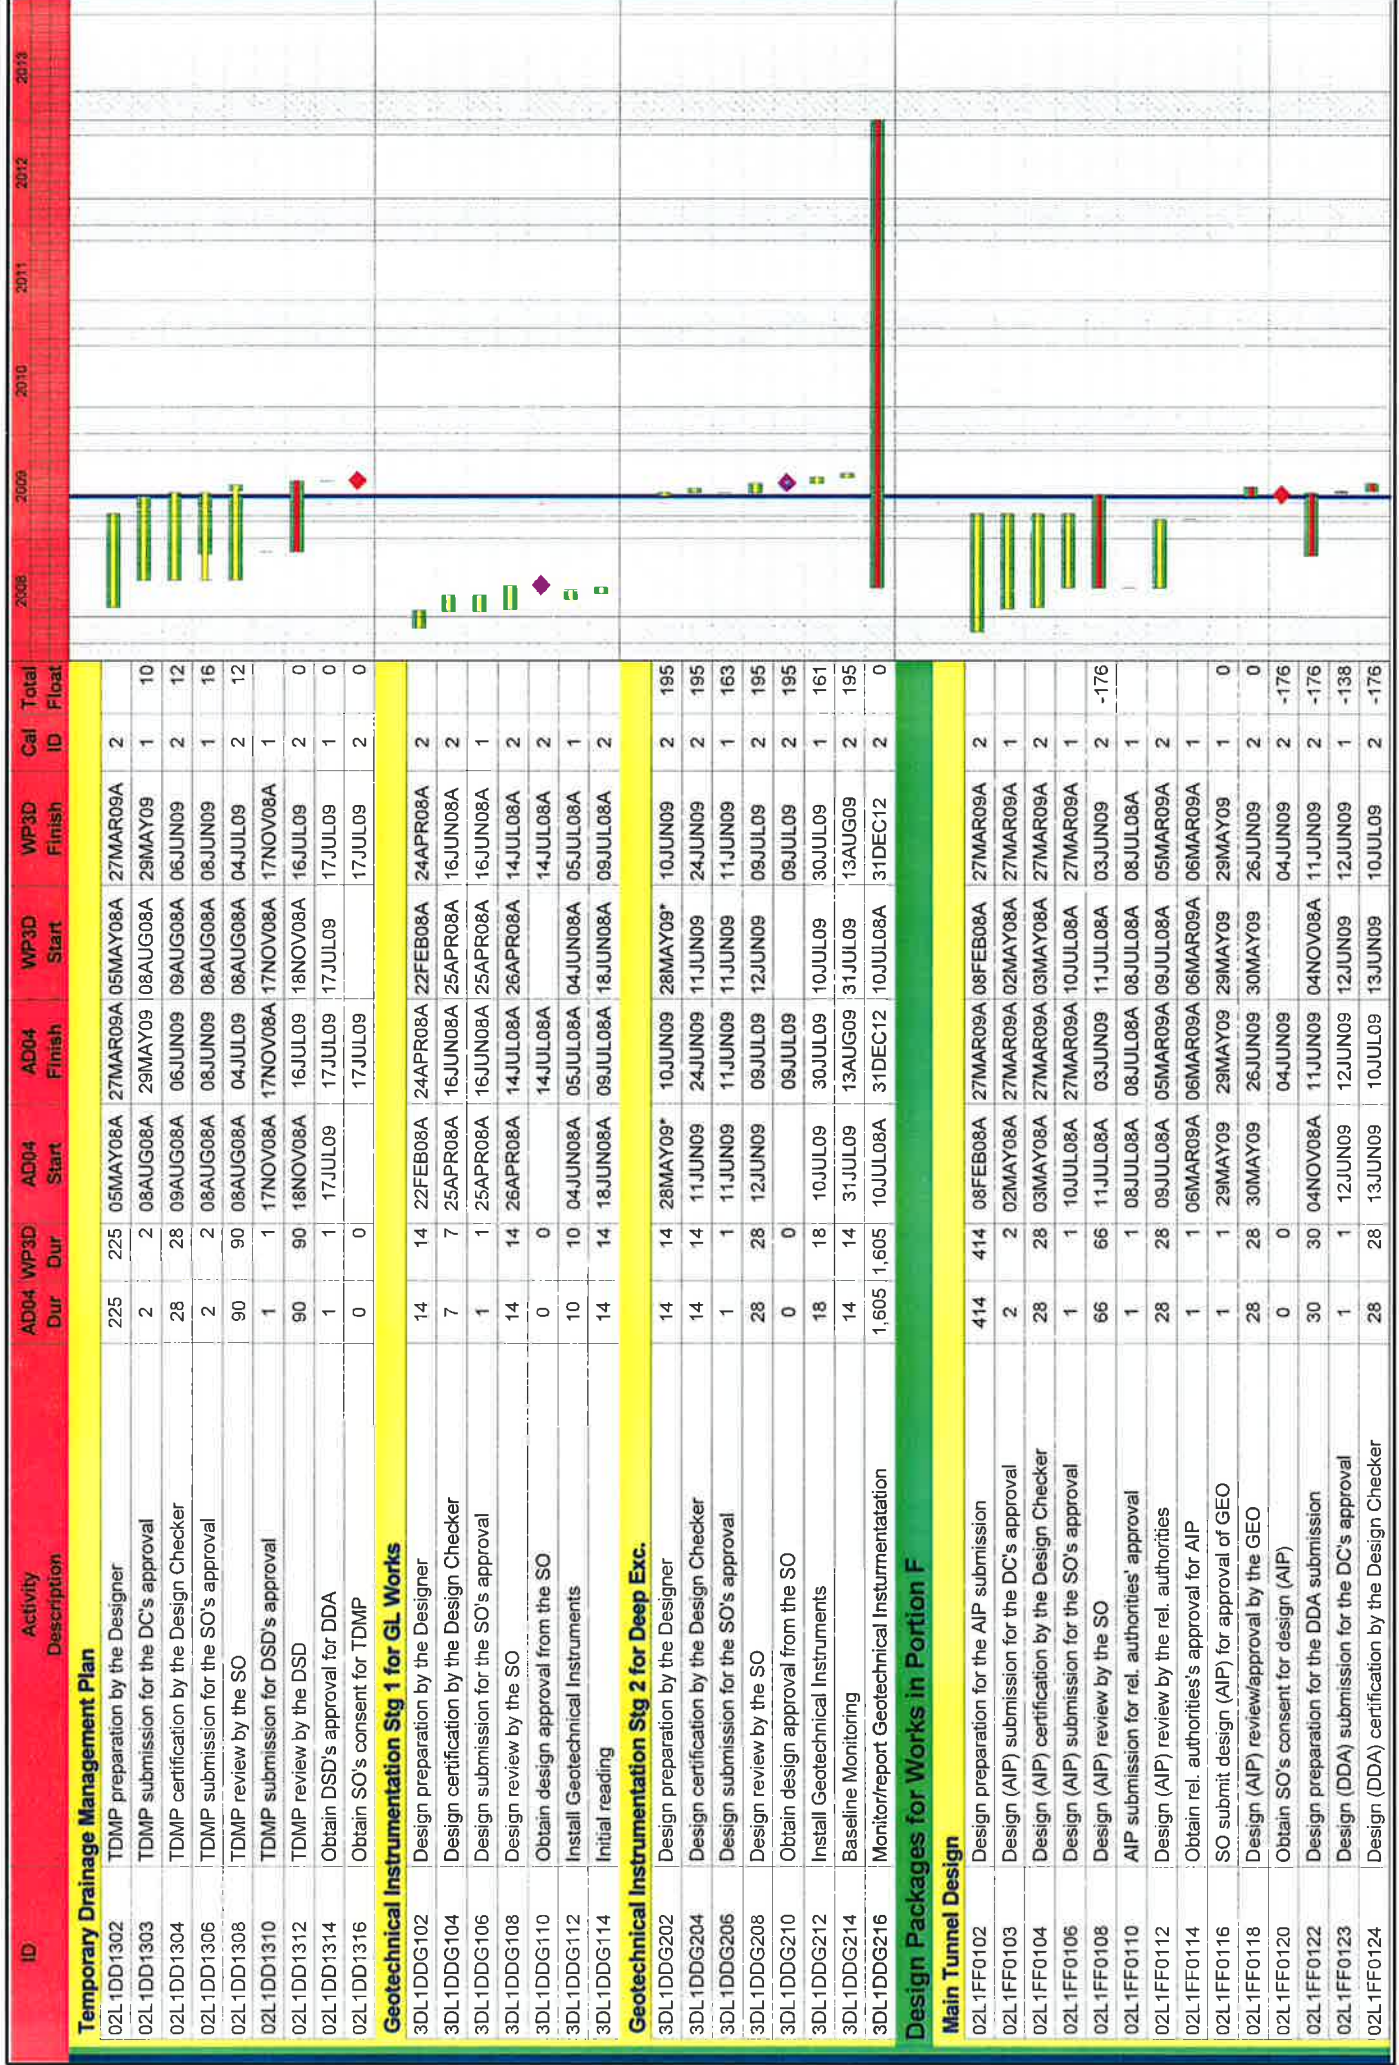 ID Activity Description AD04 Dur WP3D Dur AD04 Start AD04 Finish WP3D Start WP3D Finish Cal ID Total Float 2008 2009 2010 2011 2012 2013
Temporary Drainage Management Plan
02L1DD1302 TDMP preparation by the Designer 225 225 05MAY08A 27MAR09A 05MAY08A 27MAR09A 2
02L1DD1303 TDMP submission for the DC's approval 2 2 08AUG08A 29MAY09 08AUG08A 29MAY09 1 10
02L1DD1304 TDMP certification by the Design Checker 28 28 09AUG08A 06JUN09 09AUG08A 06JUN09 2 12
02L1DD1306 TDMP submission for the SO's approval 2 2 08AUG08A 08JUN09 08AUG08A 08JUN09 1 16
02L1DD1308 TDMP review by the SO 90 90 08AUG08A 04JUL09 08AUG08A 04JUL09 2 12
02L1DD1310 TDMP submission for DSD's approval 1 1 17NOV08A 17NOV08A 17NOV08A 17NOV08A 1
02L1DD1312 TDMP review by the DSD 90 90 18NOV08A 16JUL09 18NOV08A 16JUL09 2 0
02L1DD1314 Obtain DSD's approval for DDA 1 1 17JUL09 17JUL09 17JUL09 17JUL09 1 0
02L1DD1316 Obtain SO's consent for TDMP 0 0 17JUL09 17JUL09 2 0
Geotechnical Instrumentation Stg 1 for GL Works
3DL1DDG102 Design preparation by the Designer 14 14 22FEB08A 24APR08A 22FEB08A 24APR08A 2
3DL1DDG104 Design certification by the Design Checker 7 7 25APR08A 16JUN08A 25APR08A 16JUN08A 2
3DL1DDG106 Design submission for the SO's approval 1 1 25APR08A 16JUN08A 25APR08A 16JUN08A 1
3DL1DDG108 Design review by the SO 14 14 26APR08A 14JUL08A 26APR08A 14JUL08A 2
3DL1DDG110 Obtain design approval from the SO 0 0 14JUL08A 14JUL08A 2
3DL1DDG112 Install Geotechnical Instruments 10 10 04JUN08A 05JUL08A 04JUN08A 05JUL08A 1
3DL1DDG114 Initial reading 14 14 18JUN08A 09JUL08A 18JUN08A 09JUL08A 2
Geotechnical Instrumentation Stg 2 for Deep Exc.
3DL1DDG202 Design preparation by the Designer 14 14 28MAY09* 10JUN09 28MAY09* 10JUN09 2 195
3DL1DDG204 Design certification by the Design Checker 14 14 11JUN09 24JUN09 11JUN09 24JUN09 2 195
3DL1DDG206 Design submission for the SO's approval 1 1 11JUN09 11JUN09 11JUN09 11JUN09 1 163
3DL1DDG208 Design review by the SO 28 28 12JUN09 09JUL09 12JUN09 09JUL09 2 195
3DL1DDG210 Obtain design approval from the SO 0 0 09JUL09 09JUL09 2 195
3DL1DDG212 Install Geotechnical Instruments 18 18 10JUL09 30JUL09 10JUL09 30JUL09 1 161
3DL1DDG214 Baseline Monitoring 14 14 31JUL09 13AUG09 31JUL09 13AUG09 2 195
3DL1DDG216 Monitor/report Geotechnical Insturmentation 1,605 1,605 10JUL08A 31DEC12 10JUL08A 31DEC12 2 0
Design Packages for Works in Portion F
Main Tunnel Design
02L1FF0102 Design preparation for the AIP submission 414 414 08FEB08A 27MAR09A 08FEB08A 27MAR09A 2
02L1FF0103 Design (AIP) submission for the DC's approval 2 2 02MAY08A 27MAR09A 02MAY08A 27MAR09A 1
02L1FF0104 Design (AIP) certification by the Design Checker 28 28 03MAY08A 27MAR09A 03MAY08A 27MAR09A 2
02L1FF0106 Design (AIP) submission for the SO's approval 1 1 10JUL08A 27MAR09A 10JUL08A 27MAR09A 1
02L1FF0108 Design (AIP) review by the SO 66 66 11JUL08A 03JUN09 11JUL08A 03JUN09 2 -176
02L1FF0110 AIP submission for rel. authorities' approval 1 1 08JUL08A 08JUL08A 08JUL08A 08JUL08A 1
02L1FF0112 Design (AIP) review by the rel. authorities 28 28 09JUL08A 05MAR09A 09JUL08A 05MAR09A 2
02L1FF0114 Obtain rel. authorities's approval for AIP 1 1 06MAR09A 06MAR09A 06MAR09A 06MAR09A 1
02L1FF0116 SO submit design (AIP) for approval of GEO 1 1 29MAY09 29MAY09 29MAY09 29MAY09 1 0
02L1FF0118 Design (AIP) review/approval by the GEO 28 28 30MAY09 26JUN09 30MAY09 26JUN09 2 0
02L1FF0120 Obtain SO's consent for design (AIP) 0 0 04JUN09 04JUN09 2 -176
02L1FF0122 Design preparation for the DDA submission 30 30 04NOV08A 11JUN09 04NOV08A 11JUN09 2 -176
02L1FF0123 Design (DDA) submission for the DC's approval 1 1 12JUN09 12JUN09 12JUN09 12JUN09 1 -138
02L1FF0124 Design (DDA) certification by the Design Checker 28 28 13JUN09 10JUL09 13JUN09 10JUL09 2 -176